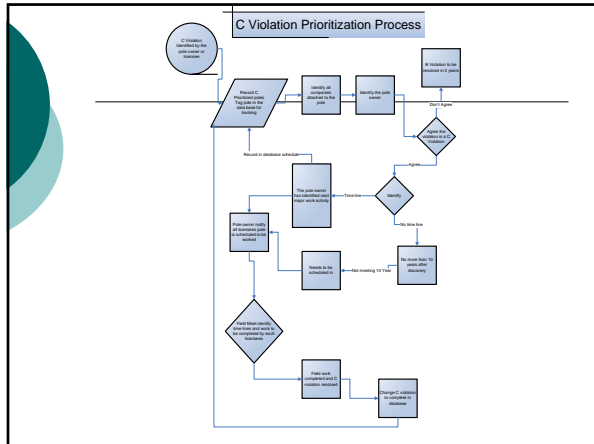 C Violation Prioritization Process
C Violation
Identified by the
pole owner or
licensee
Record C
Prioritized poles
Tag pole in the
data base for
tracking
Identify all
companies
attached to the
pole
Identify the pole
owner
B Violation to be
resolved in 2 years
Don't Agree
Agree the
violation is a C
Violation
Agree
Identify
Time line
No time line
The pole owner
has Identified next
major work activity
Record in database schedule
Pole owner notify
all licensees pole
is scheduled to be
worked
No more than 10
years after
discovery
Not meeting 10 Year
Needs to be
scheduled in
Field Meet identify
time lines and work to
be completed by each
licensees
Field work
completed and C
violation resolved
Change C violation
to complete in
database